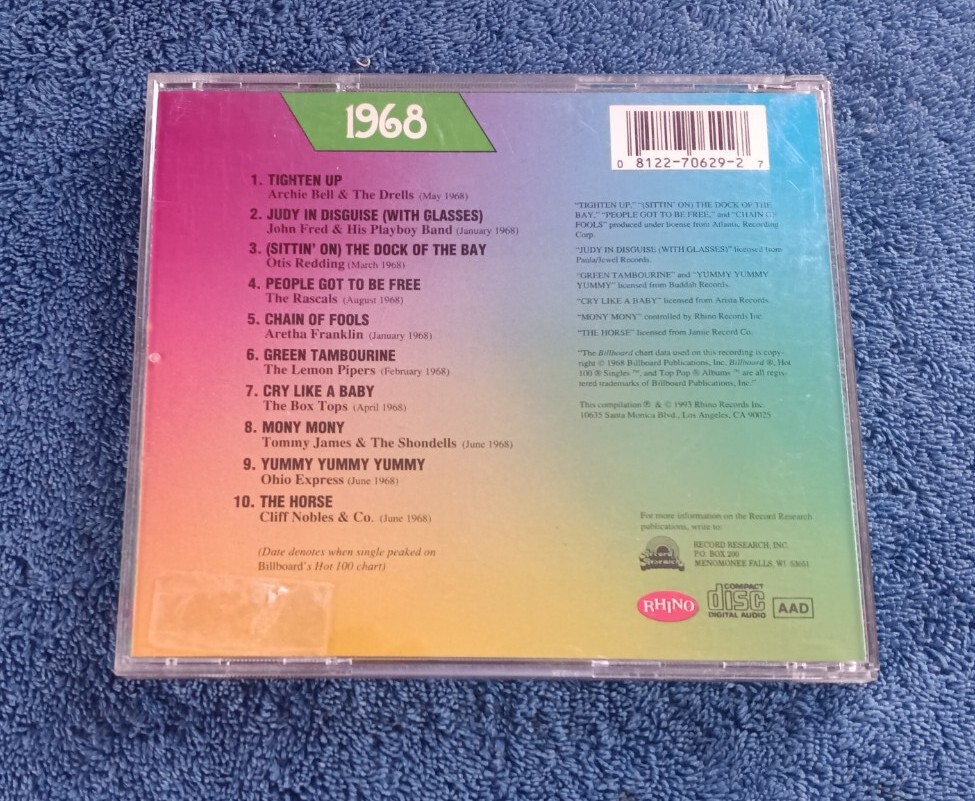 1968
0 8122-70629-2 7
1. TIGHTEN UP
Archie Bell & The Drells (May 1968)
2. JUDY IN DISGUISE (WITH GLASSES)
John Fred & His Playboy Band (January 1968)
3. (SITTIN' ON) THE DOCK OF THE BAY
Otis Redding (March 1968)
4. PEOPLE GOT TO BE FREE
The Rascals (August 1968)
5. CHAIN OF FOOLS
Aretha Franklin (January 1968)
6. GREEN TAMBOURINE
The Lemon Pipers (February 1968)
7. CRY LIKE A BABY
The Box Tops (April 1968)
8. MONY MONY
Tommy James & The Shondells (June 1968)
9. YUMMY YUMMY YUMMY
Ohio Express (June 1968)
10. THE HORSE
Cliff Nobles & Co. (June 1968)
(Date denotes when single peaked on
Billboard's Hot 100 chart)
"TIGHTEN UP," "(SITTIN' ON) THE DOCK OF THE
BAY," "PEOPLE GOT TO BE FREE," and "CHAIN OF
FOOLS" produced under license from Atlantic Recording
Corp.
"JUDY IN DISGUISE (WITH GLASSES)" licensed from
Paula/Jewel Records.
"GREEN TAMBOURINE" and "YUMMY YUMMY
YUMMY" licensed from Buddah Records.
"CRY LIKE A BABY" licensed from Arista Records.
"MONY MONY" controlled by Rhino Records Inc.
"THE HORSE" licensed from Jamie Record Co.
"The Billboard chart data used on this recording is copy-
right © 1968 Billboard Publications, Inc. Billboard ®, Hot
100 ® Singles ™, and Top Pop ® Albums ™ are all regis-
tered trademarks of Billboard Publications, Inc."
This compilation ℗ & © 1993 Rhino Records Inc.
10635 Santa Monica Blvd., Los Angeles, CA 90025
For more information on the Record Research
publications, write to:
Record Research
RECORD RESEARCH, INC.
P.O. BOX 200
MENOMONEE FALLS, WI 53051
RHINO
COMPACT
disc
DIGITAL AUDIO
AAD